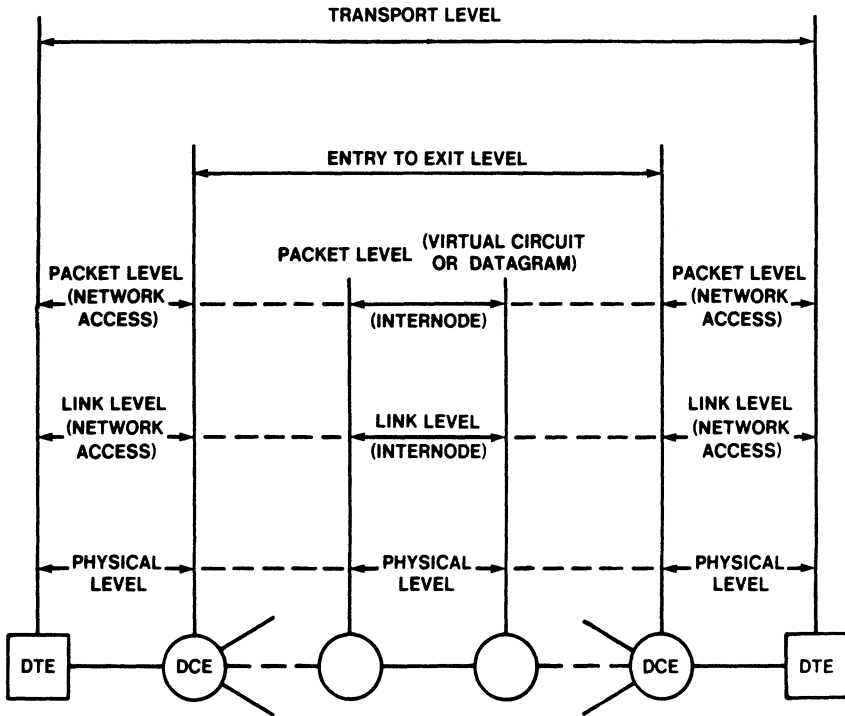 TRANSPORT LEVEL
ENTRY TO EXIT LEVEL
PACKET LEVEL
(VIRTUAL CIRCUIT
OR DATAGRAM)
PACKET LEVEL
(NETWORK
ACCESS)
(INTERNODE)
PACKET LEVEL
(NETWORK
ACCESS)
LINK LEVEL
(NETWORK
ACCESS)
LINK LEVEL
(INTERNODE)
LINK LEVEL
(NETWORK
ACCESS)
PHYSICAL
LEVEL
PHYSICAL
LEVEL
PHYSICAL
LEVEL
DTE
DCE
DCE
DTE